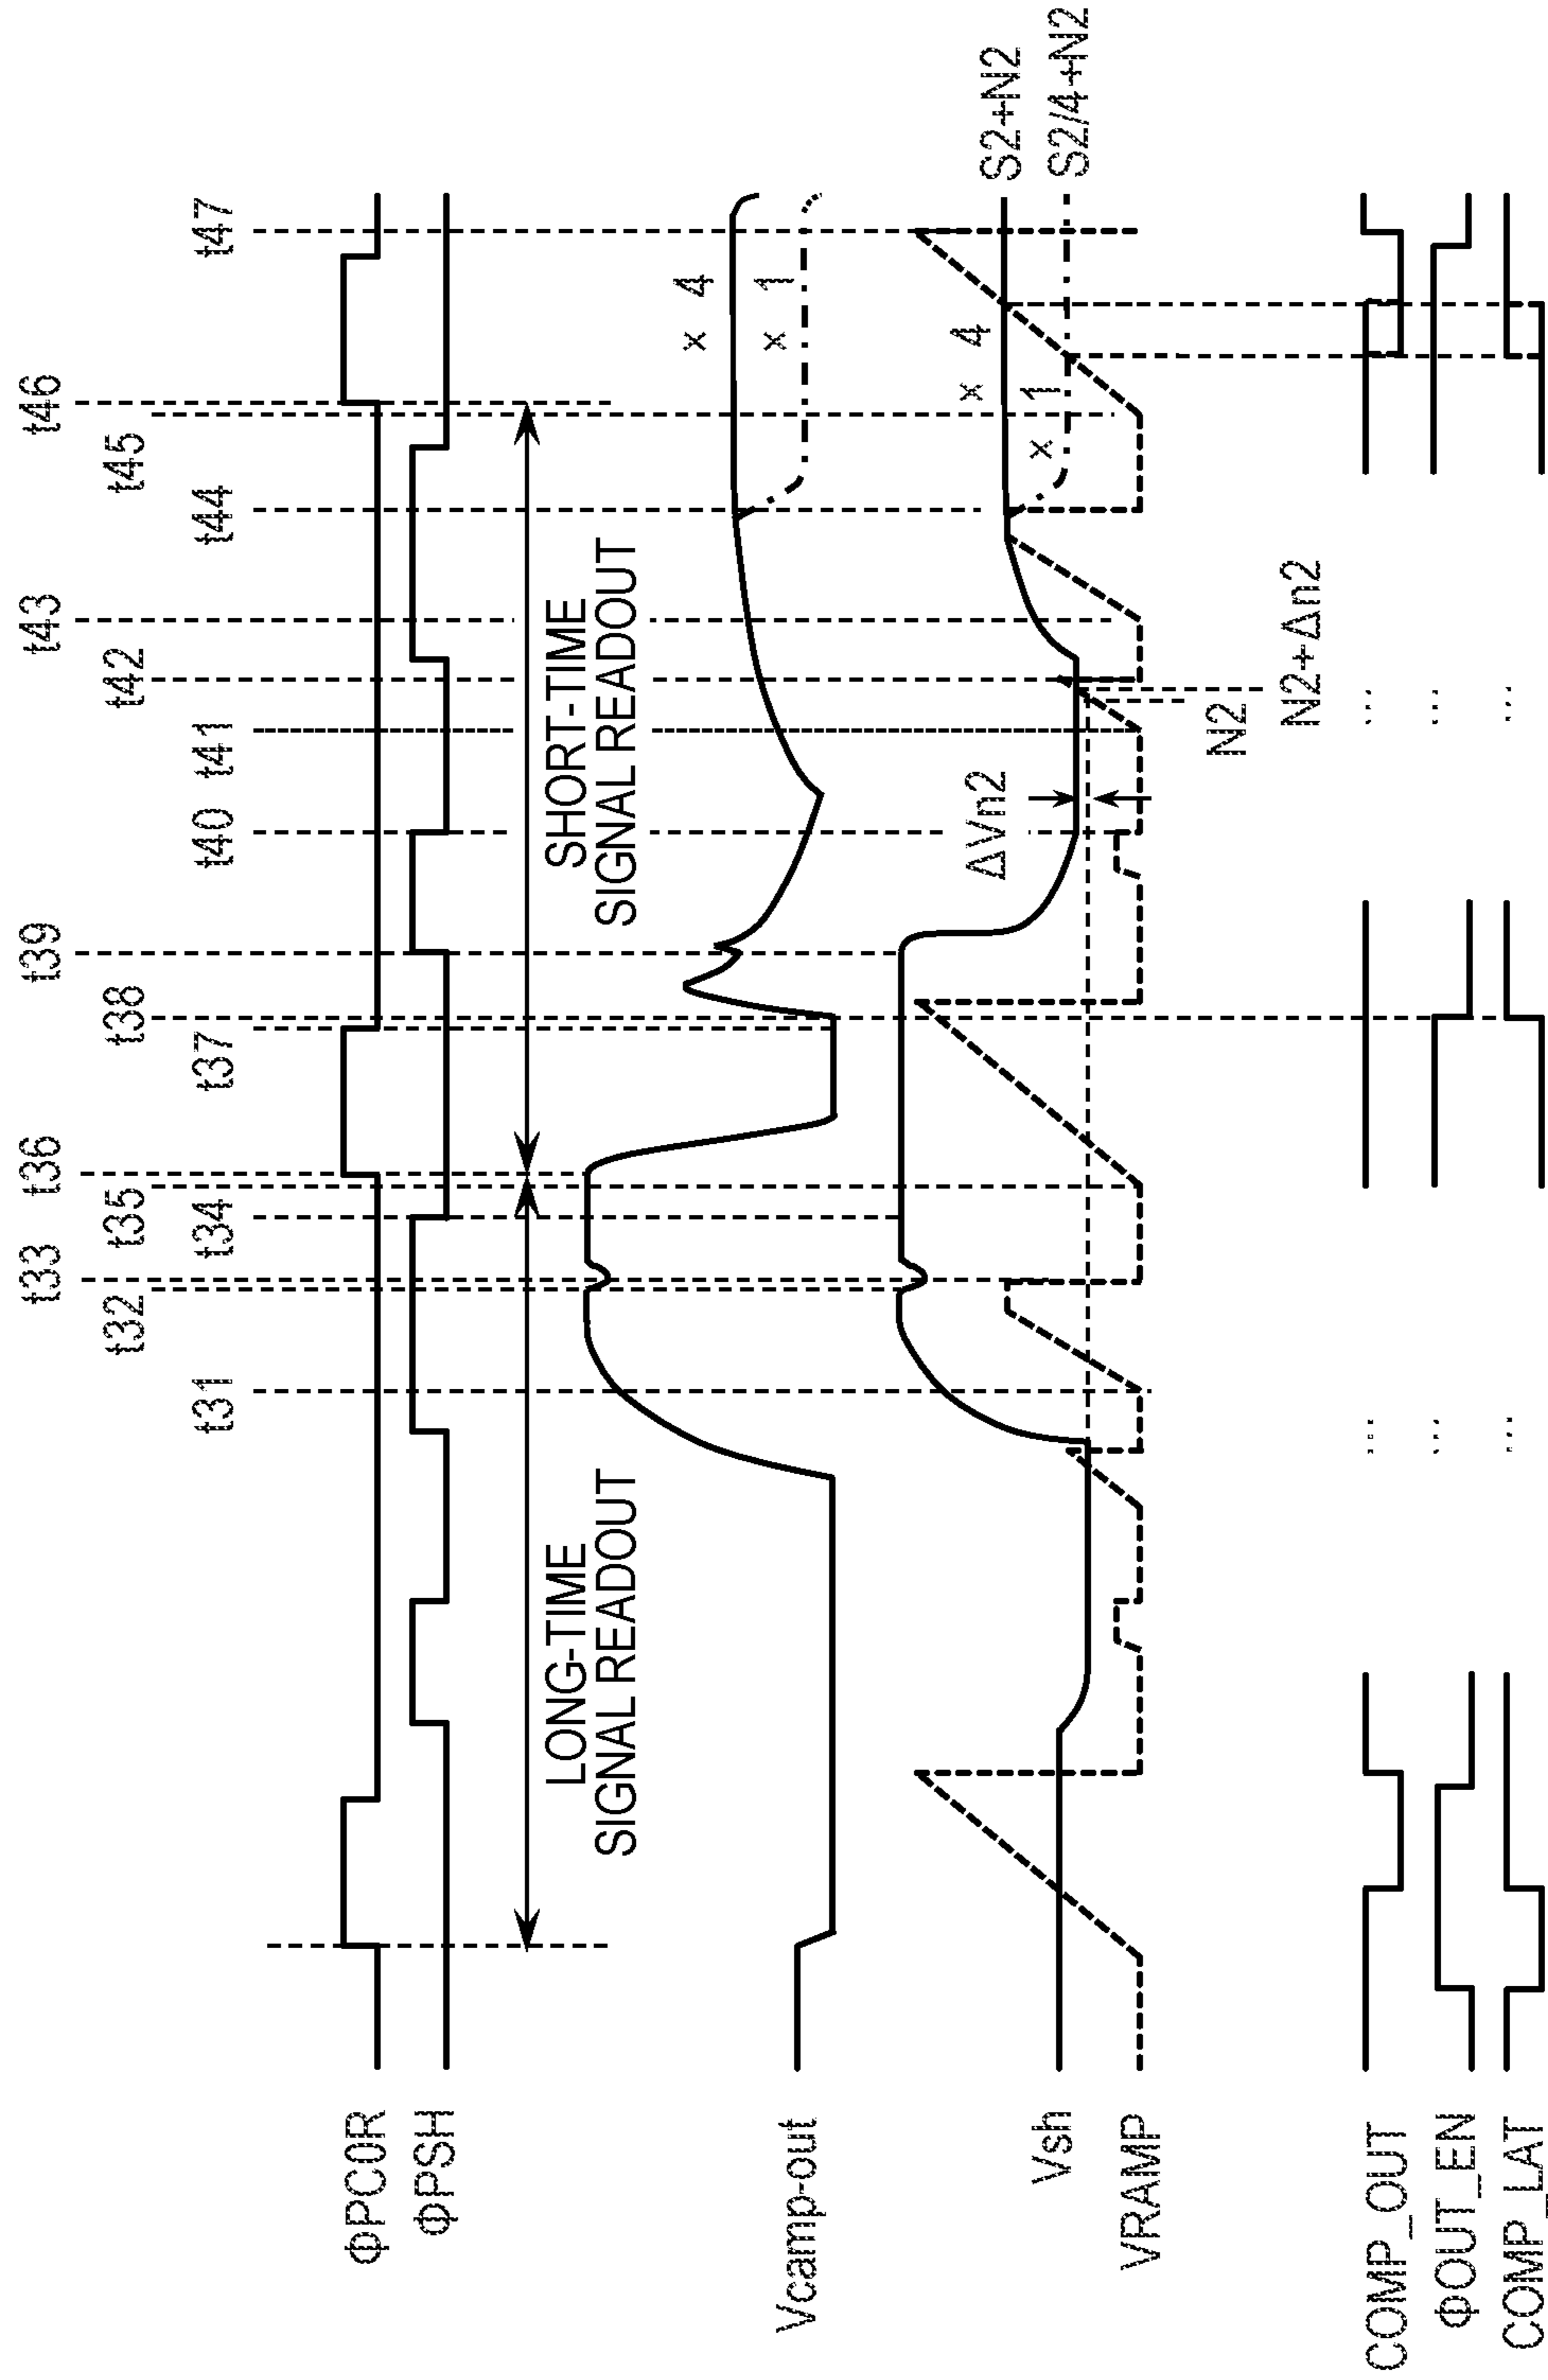 t31
t32
t33
t34
t35
t36
t37
t38
t39
t40
t41
t42
t43
t44
t45
t46
t47
ΦPC0R
ΦPSH
LONG-TIME
SIGNAL READOUT
SHORT-TIME
SIGNAL READOUT
Vcamp-out
× 4
× 1
Vsh
VRAMP
ΔVn2
× 4
× 1
S2+N2
S2/4+N2
N2
N2+Δn2
COMP_OUT
...
...
ΦOUT_EN
...
...
COMP_LAT
...
...